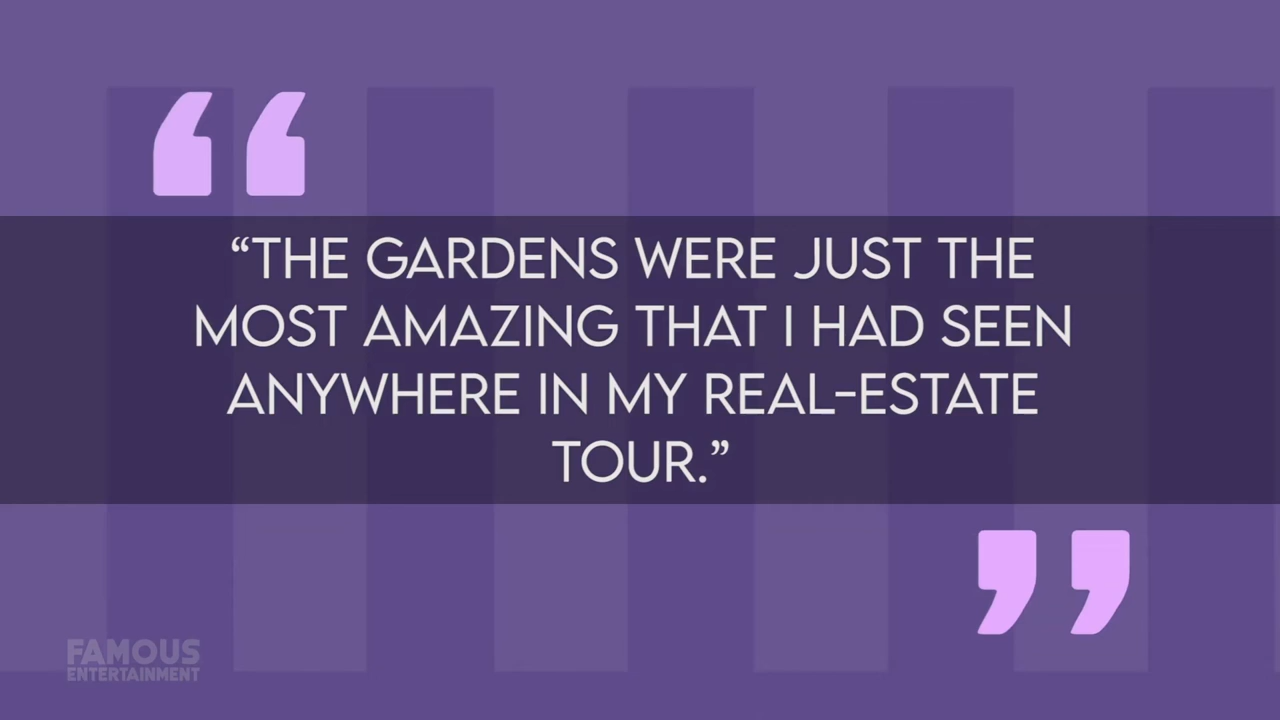 “THE GARDENS WERE JUST THE
MOST AMAZING THAT I HAD SEEN
ANYWHERE IN MY REAL-ESTATE
TOUR.”
FAMOUS
ENTERTAINMENT